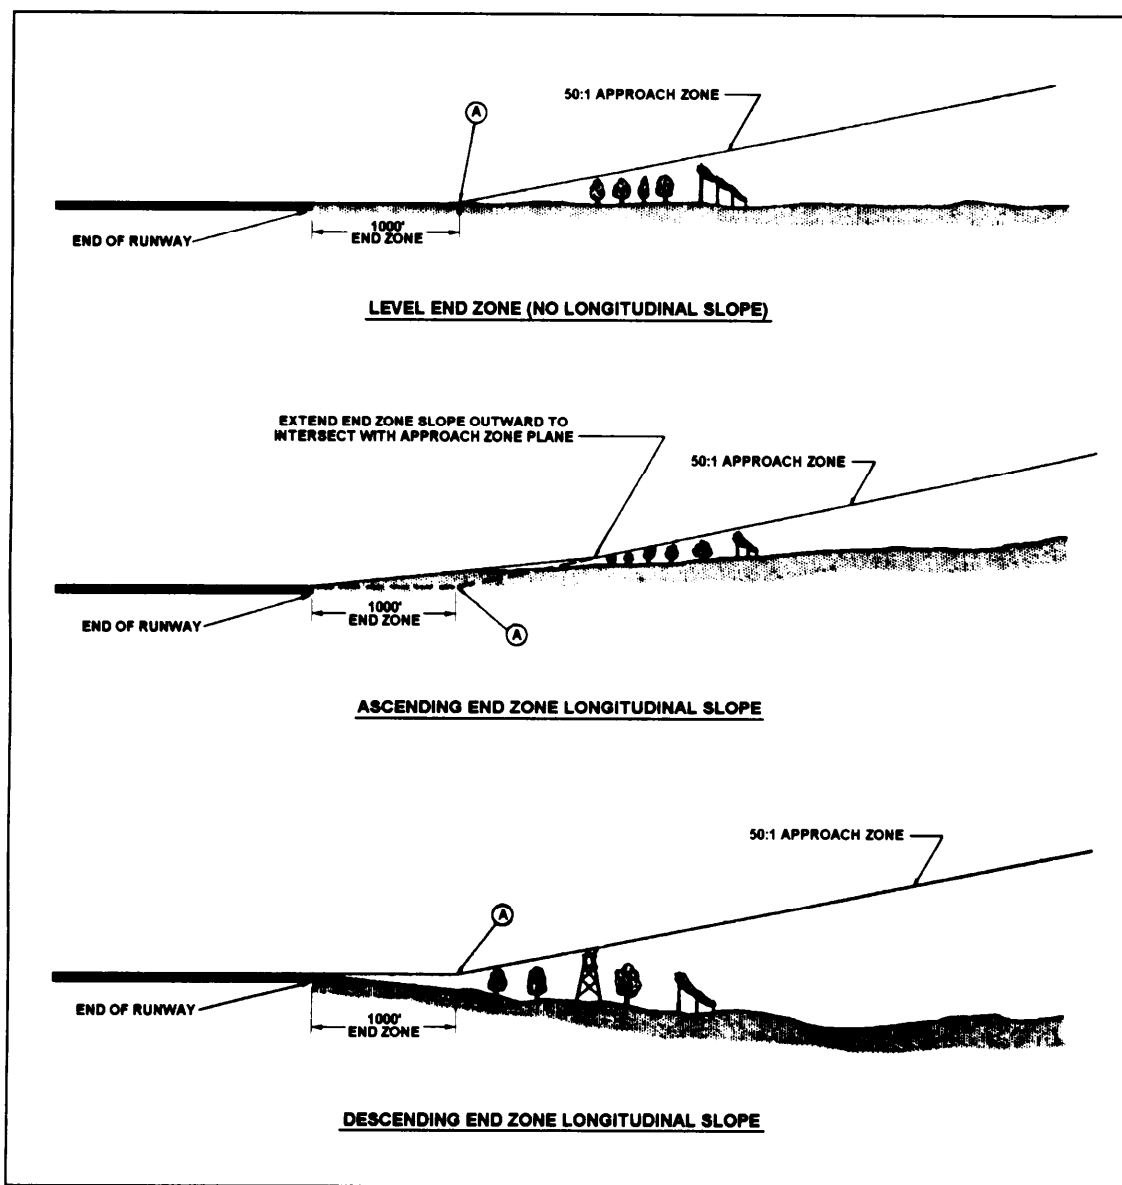 50:1 APPROACH ZONE
A
END OF RUNWAY
1000'
END ZONE
LEVEL END ZONE (NO LONGITUDINAL SLOPE)
EXTEND END ZONE SLOPE OUTWARD TO
INTERSECT WITH APPROACH ZONE PLANE
50:1 APPROACH ZONE
1000'
END ZONE
END OF RUNWAY
A
ASCENDING END ZONE LONGITUDINAL SLOPE
50:1 APPROACH ZONE
A
END OF RUNWAY
1000'
END ZONE
DESCENDING END ZONE LONGITUDINAL SLOPE